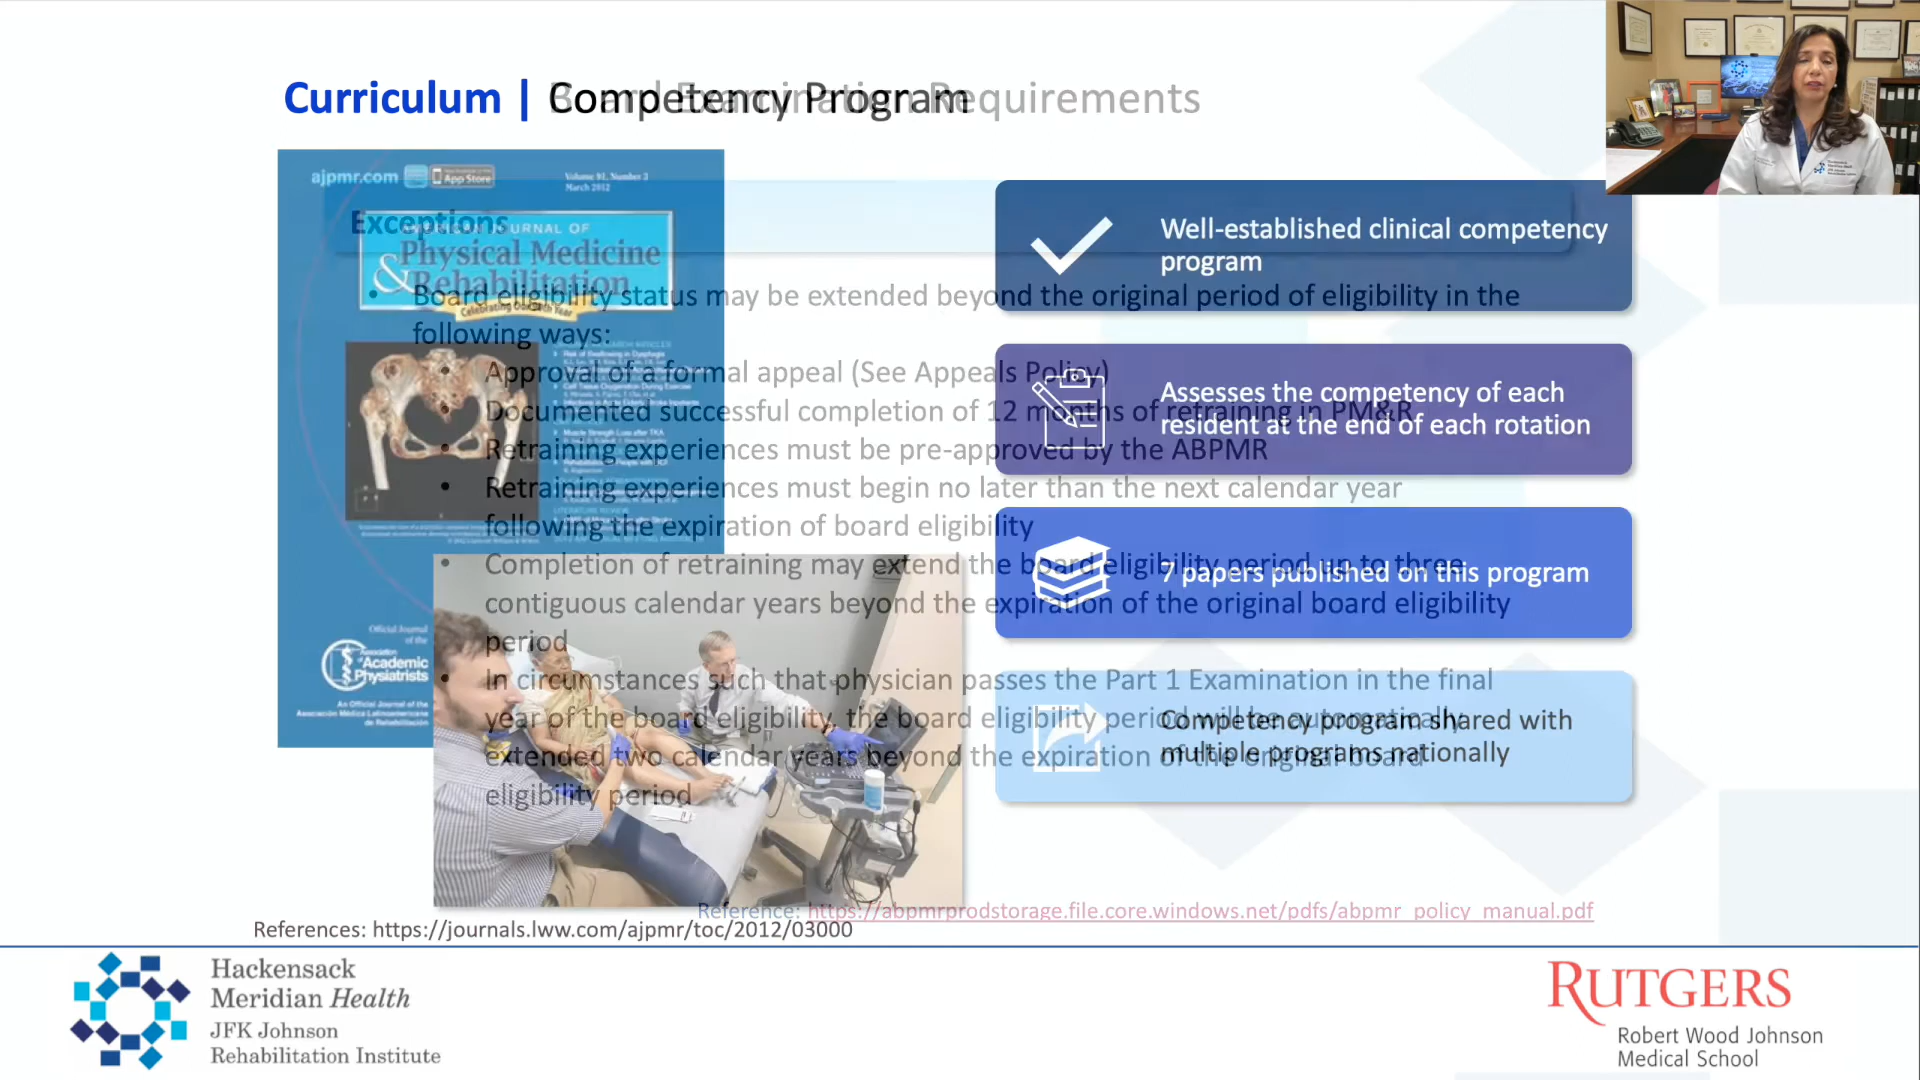 Curriculum | Competency Program
Board Examination Requirements
ajpmr.com
App Store
Volume 91, Number 3
March 2012
Exceptions
AMERICAN JOURNAL OF
Physical Medicine
& Rehabilitation
Celebrating Our Year
• Board eligibility status may be extended beyond the original period of eligibility in the
following ways:
• Approval of a formal appeal (See Appeals Policy)
• Documented successful completion of 12 months of retraining in PM&R
• Retraining experiences must be pre-approved by the ABPMR
• Retraining experiences must begin no later than the next calendar year
following the expiration of board eligibility
• Completion of retraining may extend the board eligibility period up to three
contiguous calendar years beyond the expiration of the original board eligibility
period
• In circumstances such that physician passes the Part 1 Examination in the final
year of the board eligibility, the board eligibility period will be automatically
extended two calendar years beyond the expiration of the original board
eligibility period
Official Journal
of the
Association of
Academic
Physiatrists
An Official Journal of the
Asociación Médica Latinoamericana
de Rehabilitación
Well-established clinical competency
program
Assesses the competency of each
resident at the end of each rotation
7 papers published on this program
Competency program shared with
multiple programs nationally
Reference: https://abpmrprodstorage.file.core.windows.net/pdfs/abpmr_policy_manual.pdf
References: https://journals.lww.com/ajpmr/toc/2012/03000
Hackensack
Meridian Health
JFK Johnson
Rehabilitation Institute
RUTGERS
Robert Wood Johnson
Medical School